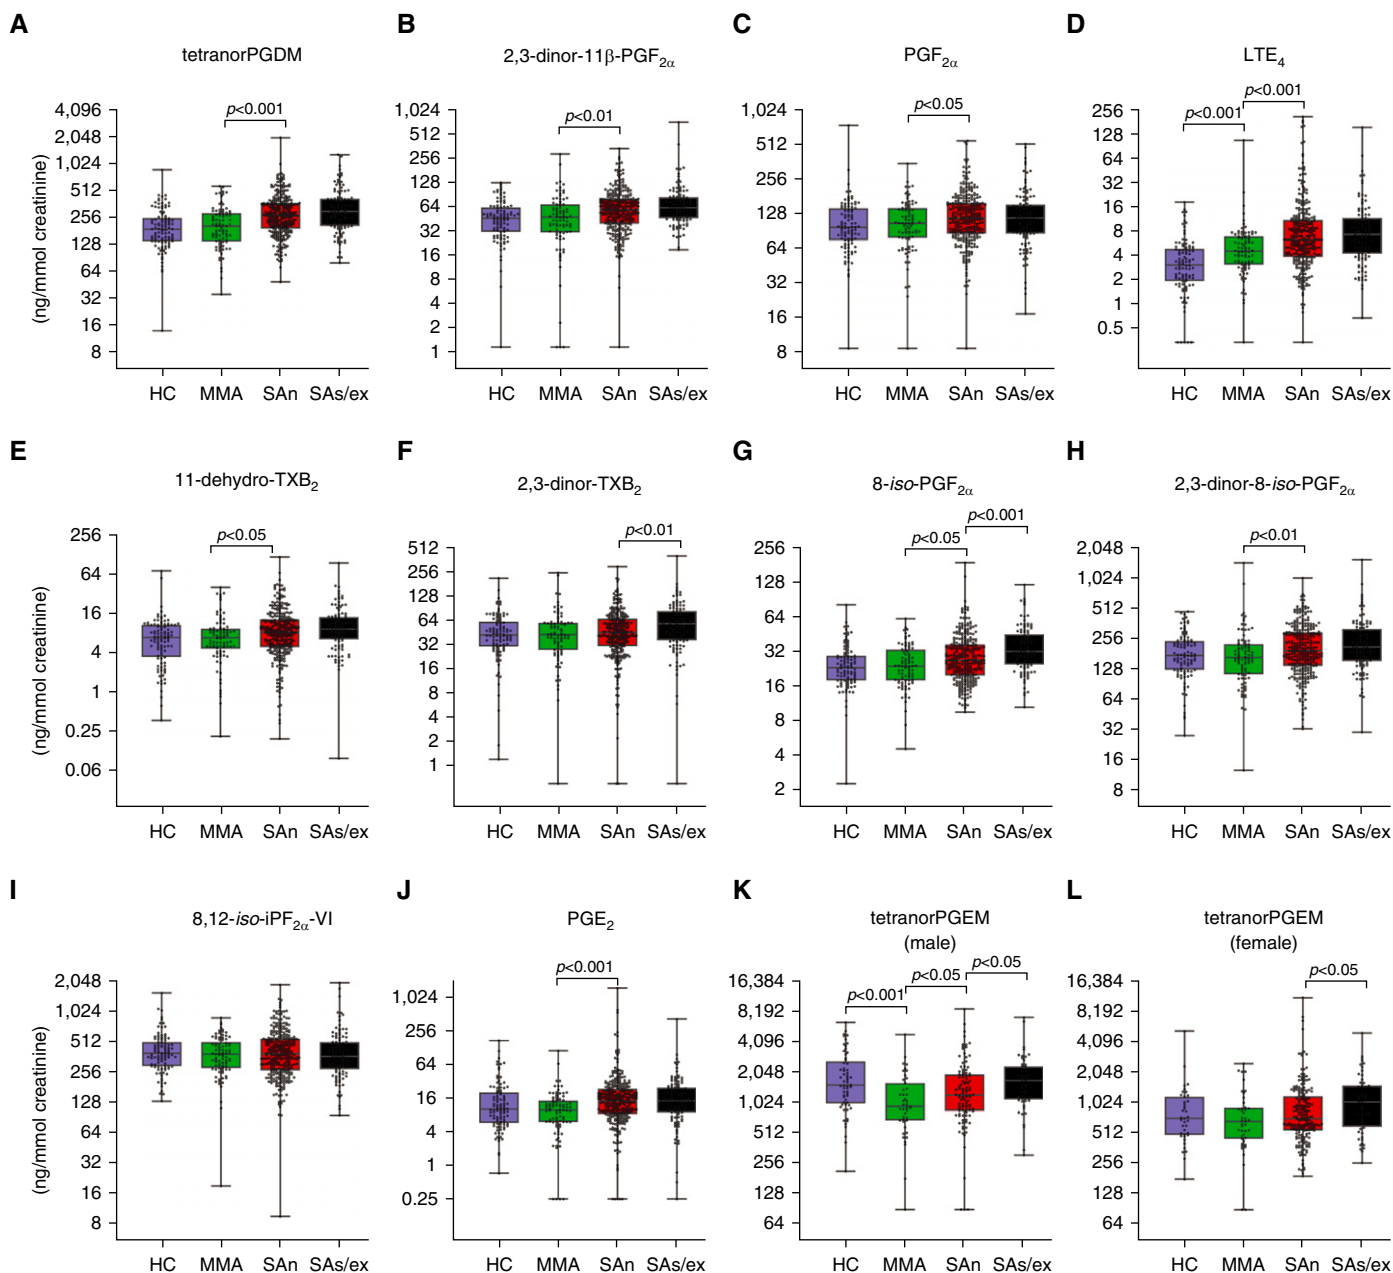 A
tetranorPGDM
(ng/mmol creatinine)
4,096
2,048
1,024
512
256
128
64
32
16
8
p<0.001
HC MMA SAn SAs/ex
B
2,3-dinor-11β-PGF2α
1,024
512
256
128
64
32
16
8
4
2
1
p<0.01
HC MMA SAn SAs/ex
C
PGF2α
1,024
512
256
128
64
32
16
8
p<0.05
HC MMA SAn SAs/ex
D
LTE4
256
128
64
32
16
8
4
2
1
0.5
p<0.001
p<0.001
HC MMA SAn SAs/ex
E
11-dehydro-TXB2
(ng/mmol creatinine)
256
64
16
4
1
0.25
0.06
p<0.05
HC MMA SAn SAs/ex
F
2,3-dinor-TXB2
512
256
128
64
32
16
8
4
2
1
p<0.01
HC MMA SAn SAs/ex
G
8-iso-PGF2α
256
128
64
32
16
8
4
2
p<0.05
p<0.001
HC MMA SAn SAs/ex
H
2,3-dinor-8-iso-PGF2α
2,048
1,024
512
256
128
64
32
16
8
p<0.01
HC MMA SAn SAs/ex
I
8,12-iso-iPF2α-VI
(ng/mmol creatinine)
2,048
1,024
512
256
128
64
32
16
8
HC MMA SAn SAs/ex
J
PGE2
1,024
256
64
16
4
1
0.25
p<0.001
HC MMA SAn SAs/ex
K
tetranorPGEM
(male)
16,384
8,192
4,096
2,048
1,024
512
256
128
64
p<0.001
p<0.05
p<0.05
HC MMA SAn SAs/ex
L
tetranorPGEM
(female)
16,384
8,192
4,096
2,048
1,024
512
256
128
64
p<0.05
HC MMA SAn SAs/ex